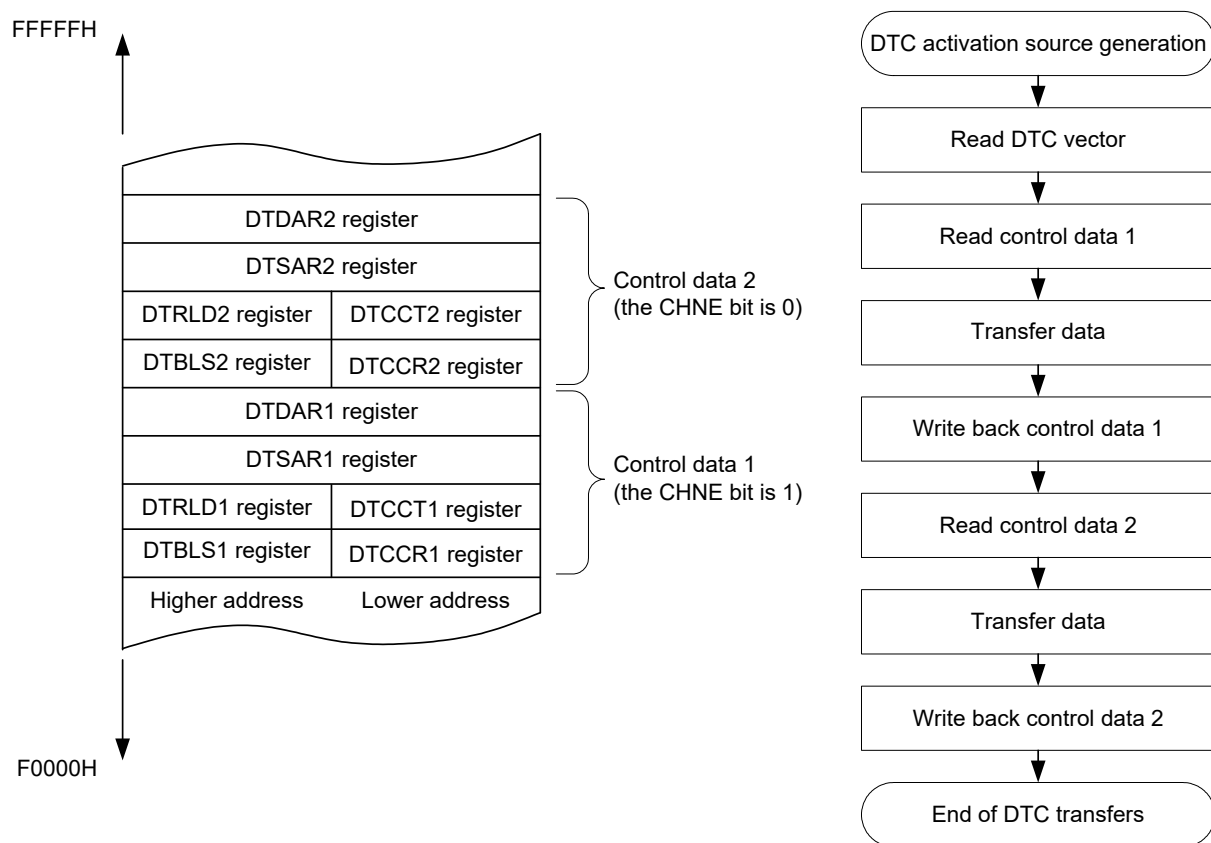 FFFFFH
DTDAR2 register
DTSAR2 register
DTRLD2 register DTCCT2 register
DTBLS2 register DTCCR2 register
DTDAR1 register
DTSAR1 register
DTRLD1 register DTCCT1 register
DTBLS1 register DTCCR1 register
Higher address Lower address
F0000H
Control data 2
(the CHNE bit is 0)
Control data 1
(the CHNE bit is 1)
DTC activation source generation
Read DTC vector
Read control data 1
Transfer data
Write back control data 1
Read control data 2
Transfer data
Write back control data 2
End of DTC transfers